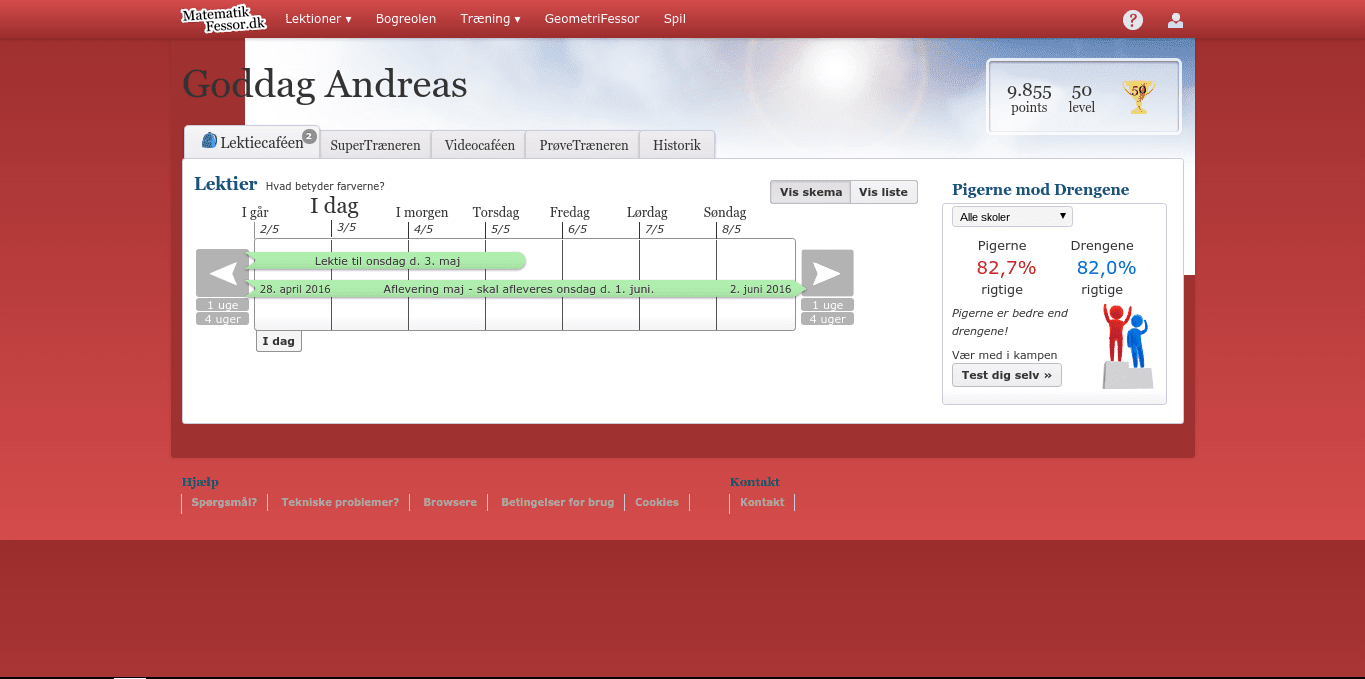 Matematik
Fessor.dk
Lektioner ▾ Bogreolen Træning ▾ GeometriFessor Spil ?
Goddag Andreas
9.855 50 50
points level
Lektiecaféen 2 SuperTræneren Videocaféen PrøveTræneren Historik
Lektier Hvad betyder farverne?
Vis skema Vis liste
I går I dag I morgen Torsdag Fredag Lørdag Søndag
2/5 3/5 4/5 5/5 6/5 7/5 8/5
Lektie til onsdag d. 3. maj
28. april 2016 Aflevering maj - skal afleveres onsdag d. 1. juni. 2. juni 2016
1 uge 1 uge
4 uger 4 uger
I dag
Pigerne mod Drengene
Alle skoler ▼
Pigerne Drengene
82,7% 82,0%
rigtige rigtige
Pigerne er bedre end
drengene!
Vær med i kampen
Test dig selv »
Hjælp Kontakt
Spørgsmål? Tekniske problemer? Browsere Betingelser for brug Cookies Kontakt